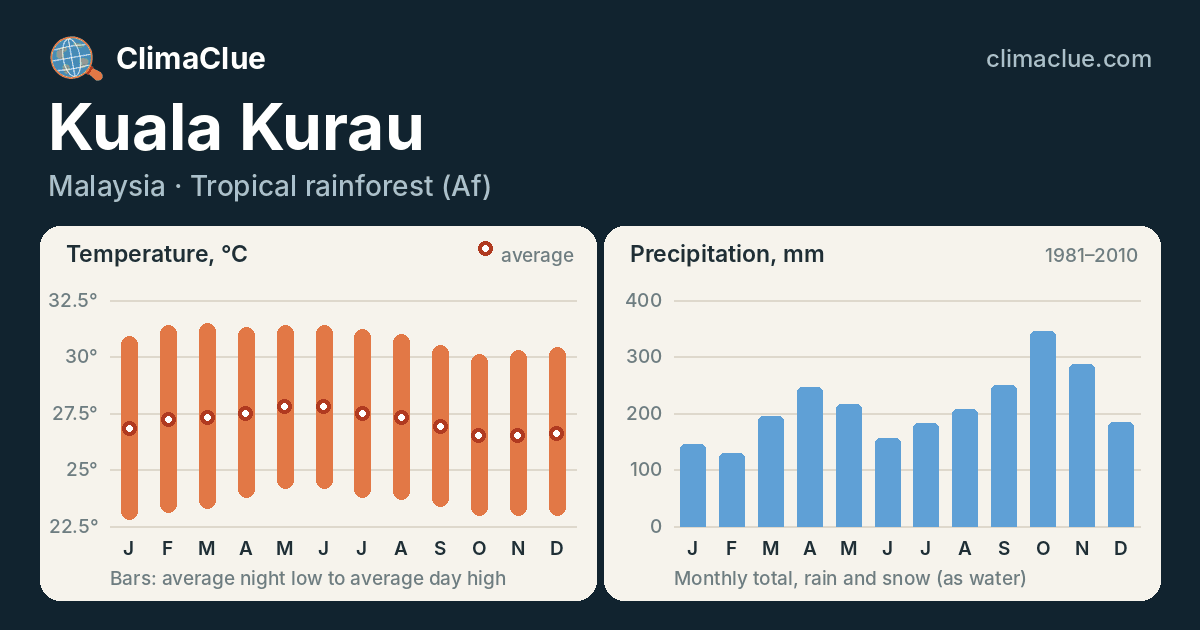 ClimaClue
climaclue.com
Kuala Kurau
Malaysia · Tropical rainforest (Af)
Temperature, °C
average
32.5°
30°
27.5°
25°
22.5°
J F M A M J J A S O N D
Bars: average night low to average day high
Precipitation, mm
1981–2010
400
300
200
100
0
J F M A M J J A S O N D
Monthly total, rain and snow (as water)